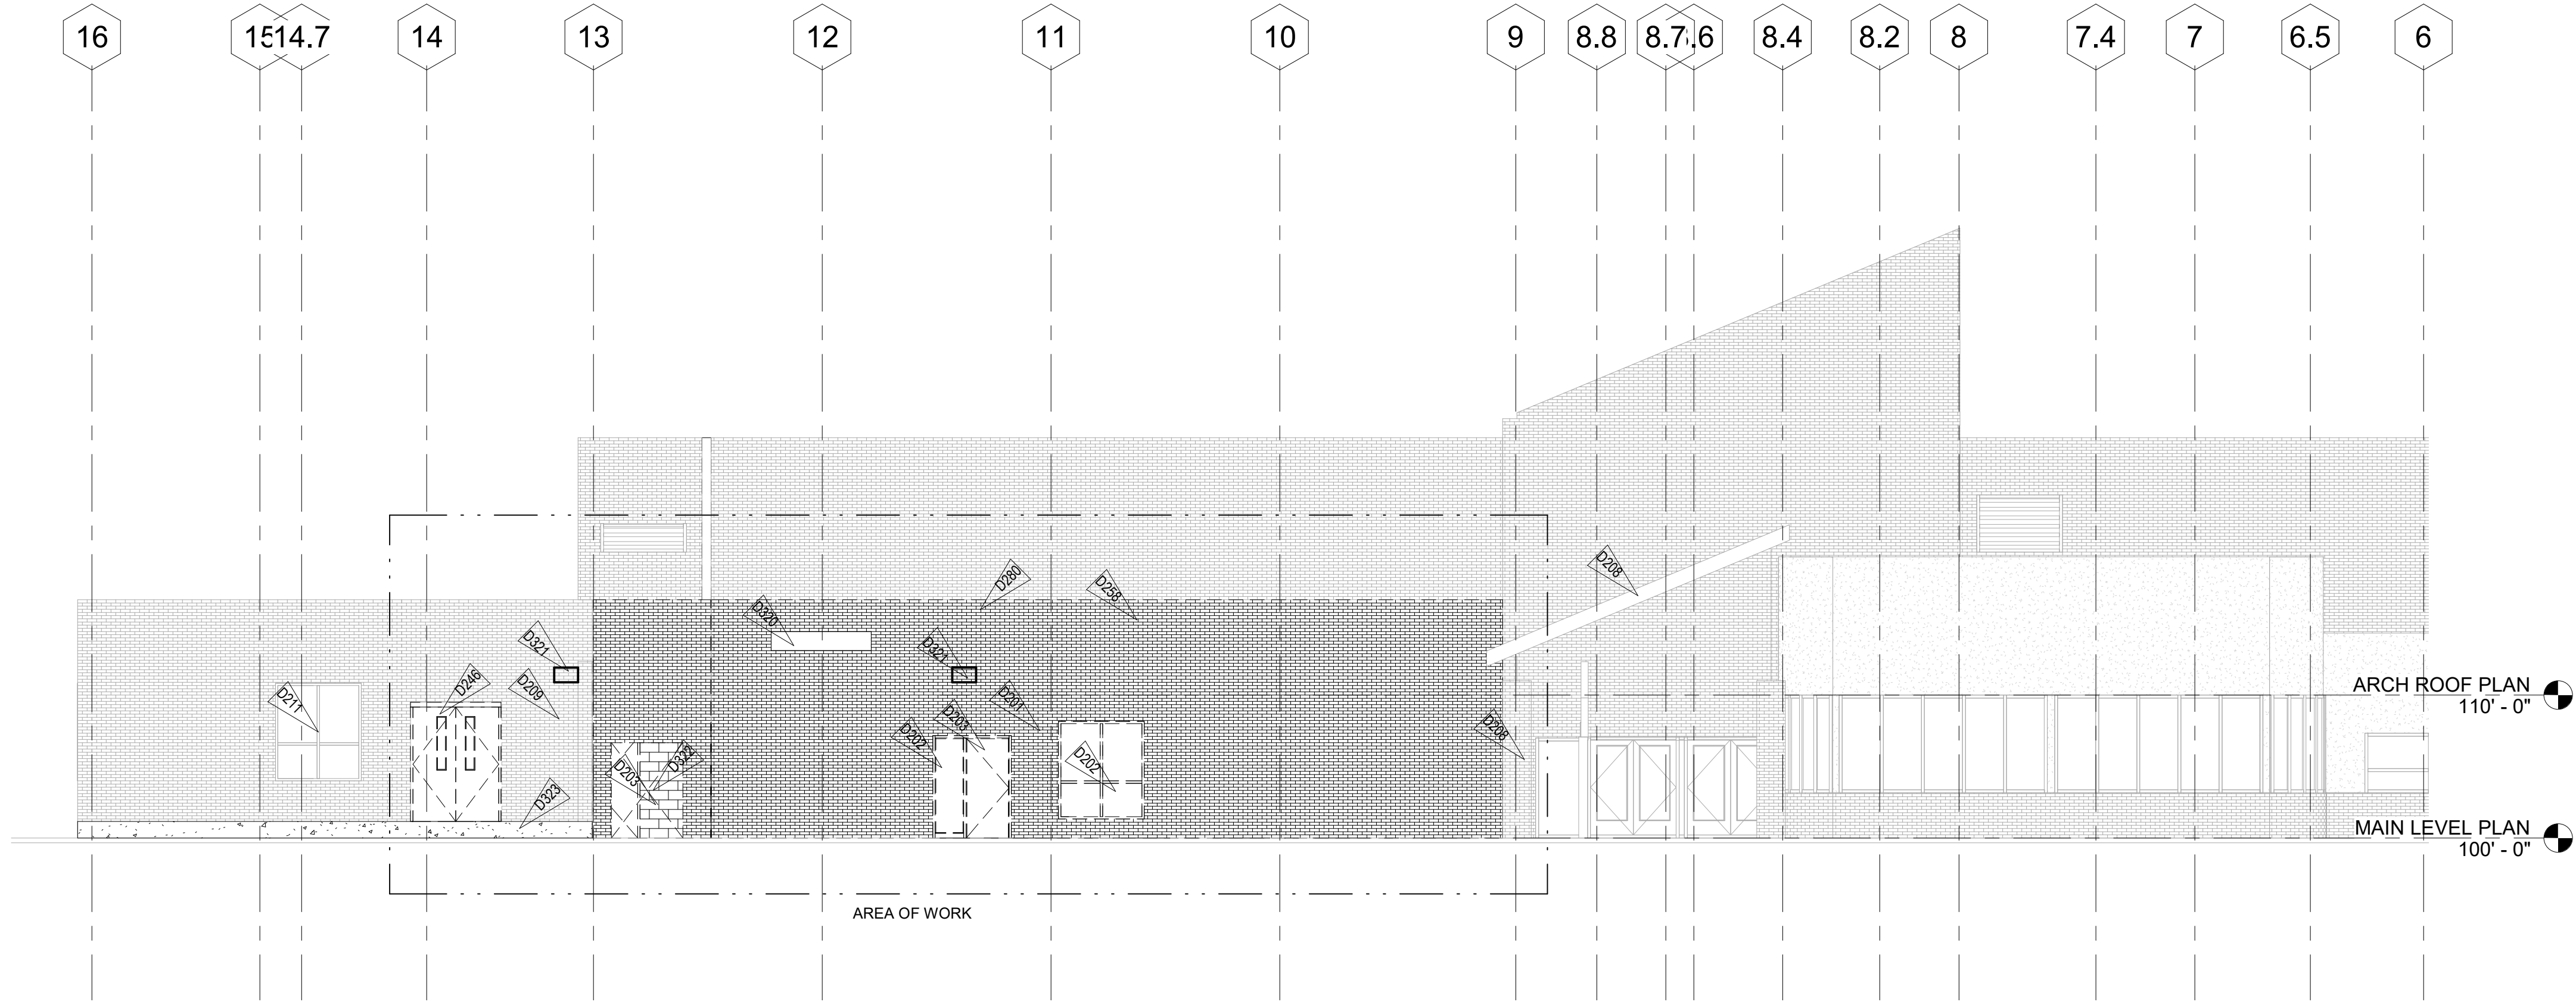 16
15
14.7
14
13
12
11
10
9
8.8
8.7
.6
8.4
8.2
8
7.4
7
6.5
6
D208
D280
D258
D320
D321
D321
D246
D209
D211
D201
D203
D202
D208
D322
D203
D202
D323
ARCH ROOF PLAN
110' - 0"
MAIN LEVEL PLAN
100' - 0"
AREA OF WORK